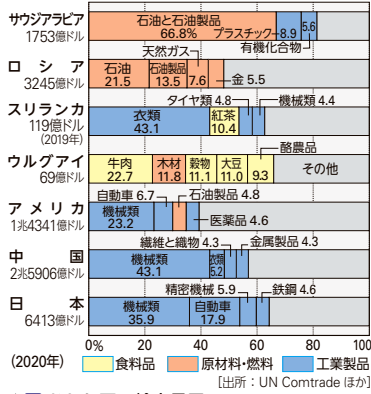 サウジアラビア
1753億ドル
石油と石油製品
66.8%
プラスチック 8.9
5.6
有機化合物
天然ガス
ロシア
3245億ドル
石油
21.5
石油製品
13.5
7.6
金 5.5
タイヤ類 4.8
機械類 4.4
スリランカ
119億ドル
(2019年)
衣類
43.1
紅茶
10.4
酪農品
ウルグアイ
69億ドル
牛肉
22.7
木材
11.8
穀物
11.1
大豆
11.0
9.3
その他
自動車 6.7
石油製品 4.8
アメリカ
1兆4341億ドル
機械類
23.2
医薬品 4.6
繊維と織物 4.3
金属製品 4.3
中国
2兆5906億ドル
機械類
43.1
衣類
5.2
精密機械 5.9
鉄鋼 4.6
日本
6413億ドル
機械類
35.9
自動車
17.9
0% 20 40 60 80 100
(2020年) 食料品 原材料・燃料 工業製品
[出所:UN Comtrade ほか]